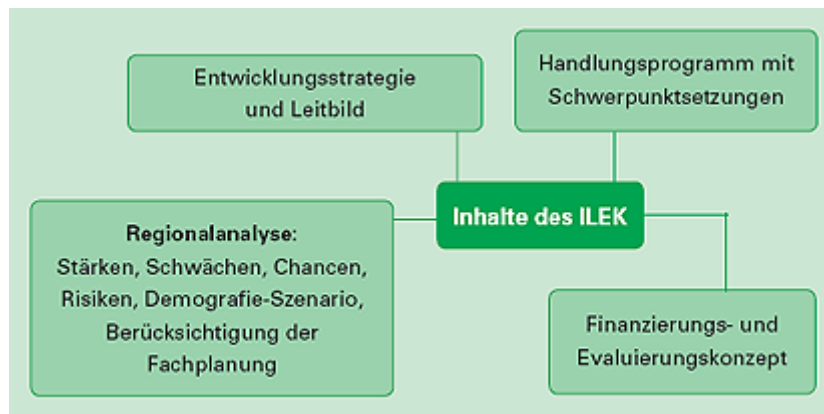 Entwicklungsstrategie
und Leitbild
Handlungsprogramm mit
Schwerpunktsetzungen
Inhalte des ILEK
Regionalanalyse:
Stärken, Schwächen, Chancen,
Risiken, Demografie-Szenario,
Berücksichtigung der
Fachplanung
Finanzierungs- und
Evaluierungskonzept